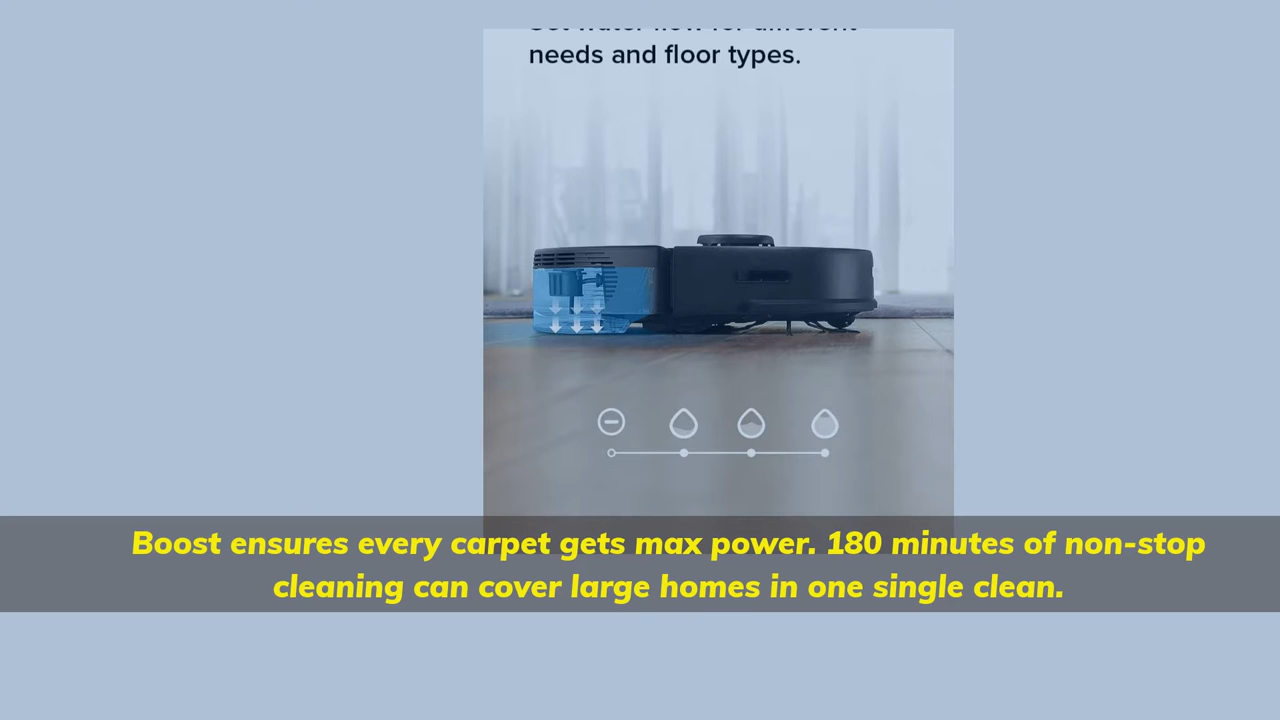 needs and floor types.
Boost ensures every carpet gets max power. 180 minutes of non-stop
cleaning can cover large homes in one single clean.